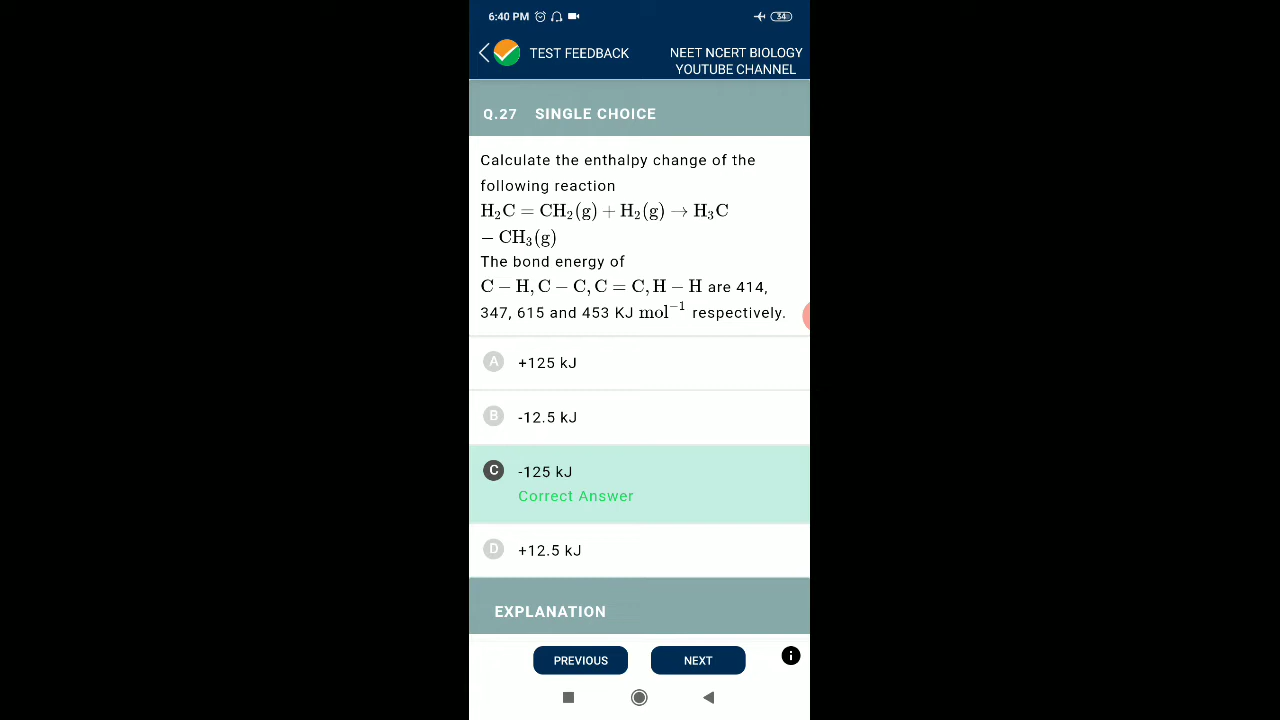 6:40 PM 34
TEST FEEDBACK
NEET NCERT BIOLOGY
YOUTUBE CHANNEL
Q.27 SINGLE CHOICE
Calculate the enthalpy change of the
following reaction
H₂C = CH₂(g) + H₂(g) → H₃C
− CH₃(g)
The bond energy of
C − H, C − C, C = C, H − H are 414,
347, 615 and 453 KJ mol⁻¹ respectively.
A +125 kJ
B -12.5 kJ
C -125 kJ
Correct Answer
D +12.5 kJ
EXPLANATION
PREVIOUS NEXT i